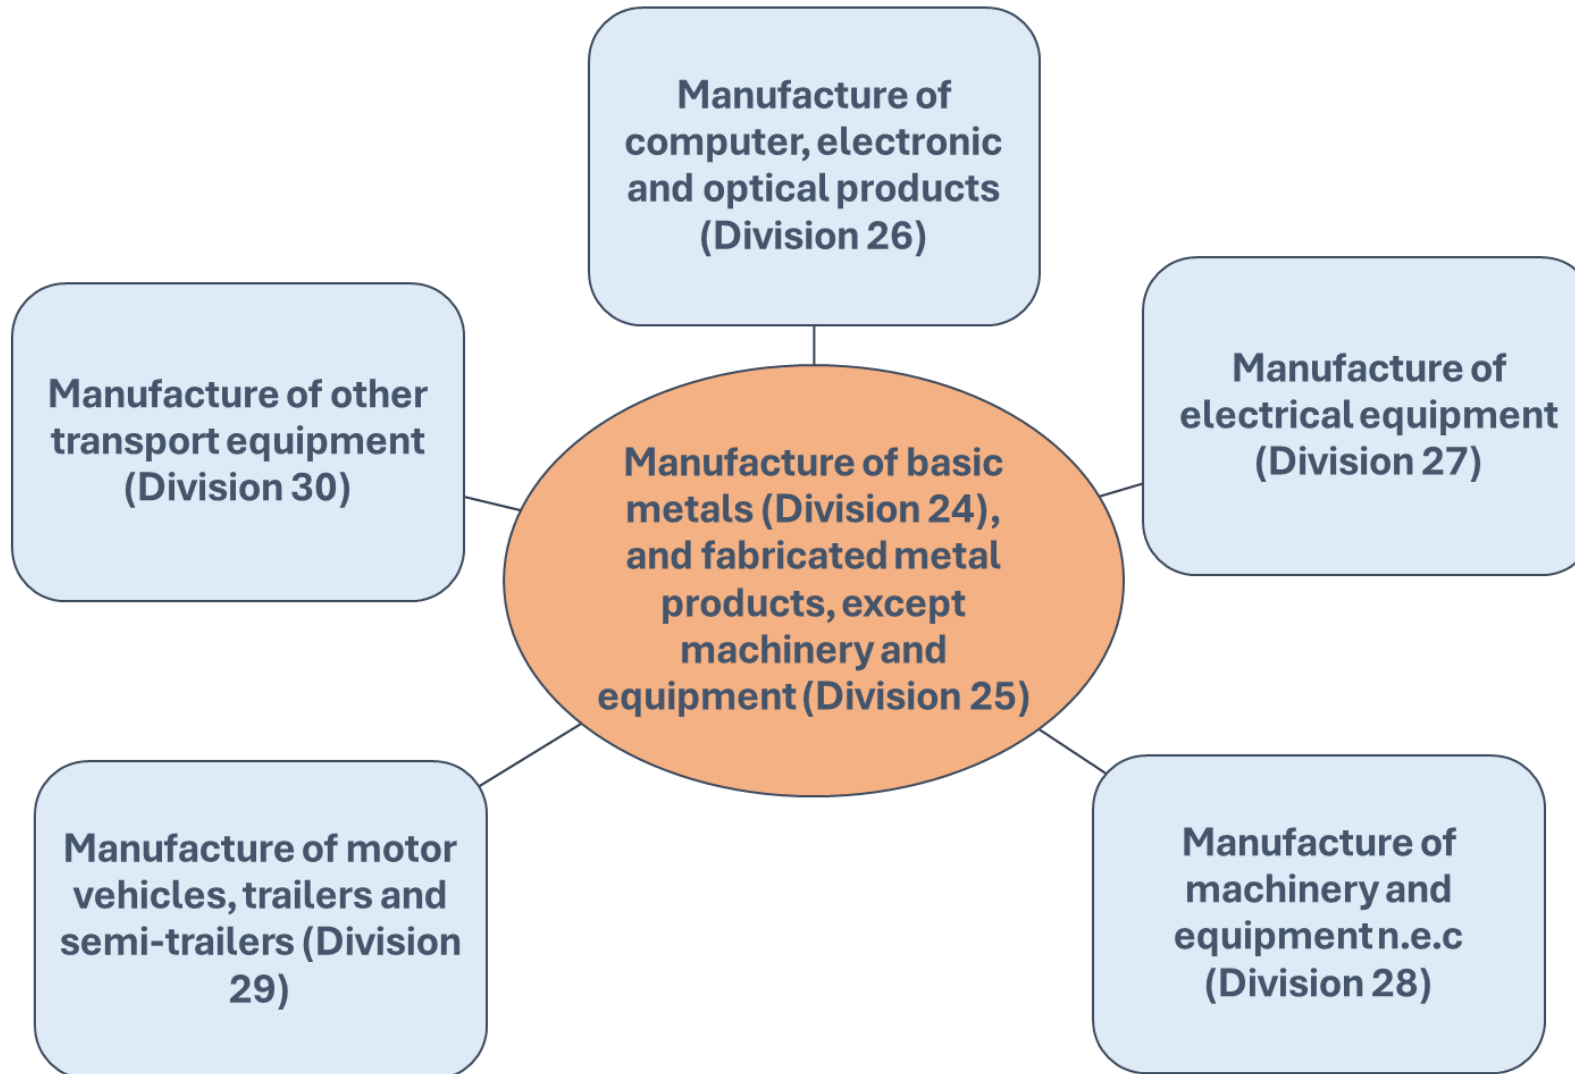 Manufacture of
computer, electronic
and optical products
(Division 26)
Manufacture of
electrical equipment
(Division 27)
Manufacture of other
transport equipment
(Division 30)
Manufacture of basic
metals (Division 24),
and fabricated metal
products, except
machinery and
equipment (Division 25)
Manufacture of motor
vehicles, trailers and
semi-trailers (Division
29)
Manufacture of
machinery and
equipment n.e.c
(Division 28)